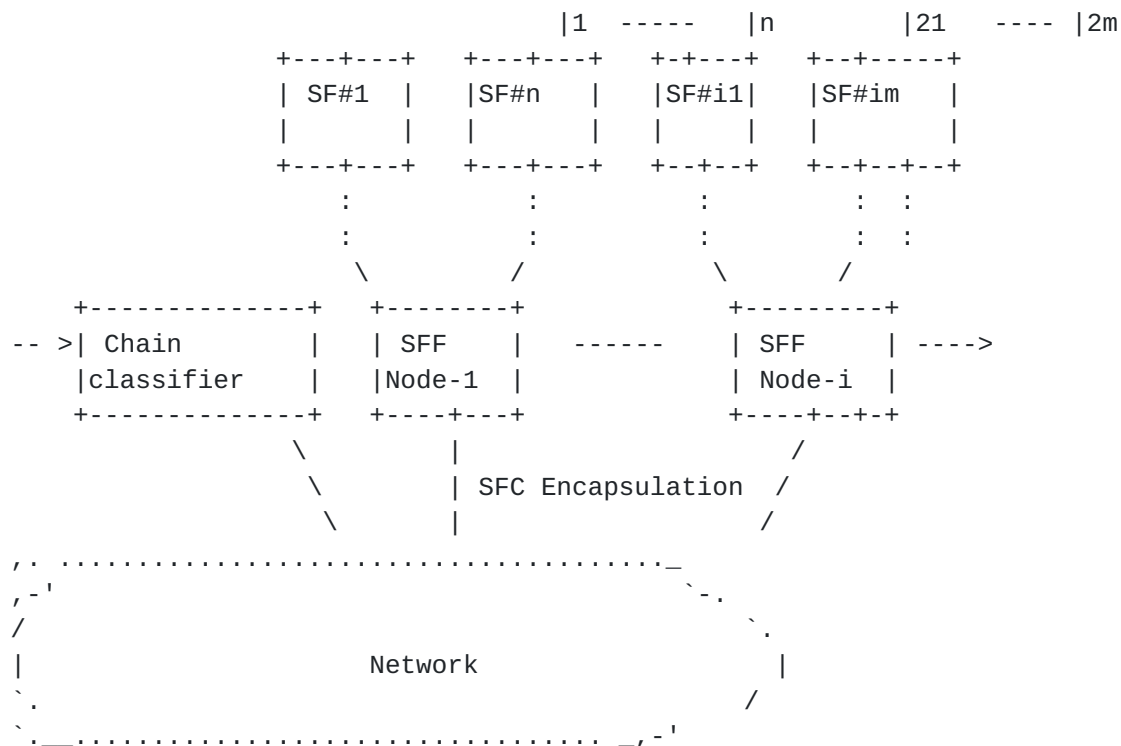 |1  -----   |n        |21   ---- |2m
+---+---+   +---+---+   +-+---+   +--+-----+
| SF#1  |   |SF#n   |   |SF#i1|   |SF#im   |
|       |   |       |   |     |   |        |
+---+---+   +---+---+   +--+--+   +--+--+--+
:           :          :         :  :
:           :          :         :  :
\         /            \       /
+--------------+   +--------+             +---------+
-- >| Chain        |   | SFF    |   ------    | SFF     | ---->
|classifier    |   |Node-1  |             | Node-i  |
+--------------+   +----+---+             +----+--+-+
\         |                     /
\        | SFC Encapsulation  /
\       |                   /
,. ......................................._
,-'                                        `-.
/                                              `.
|                      Network                   |
`.                                             /
`.__.................................. _,-'